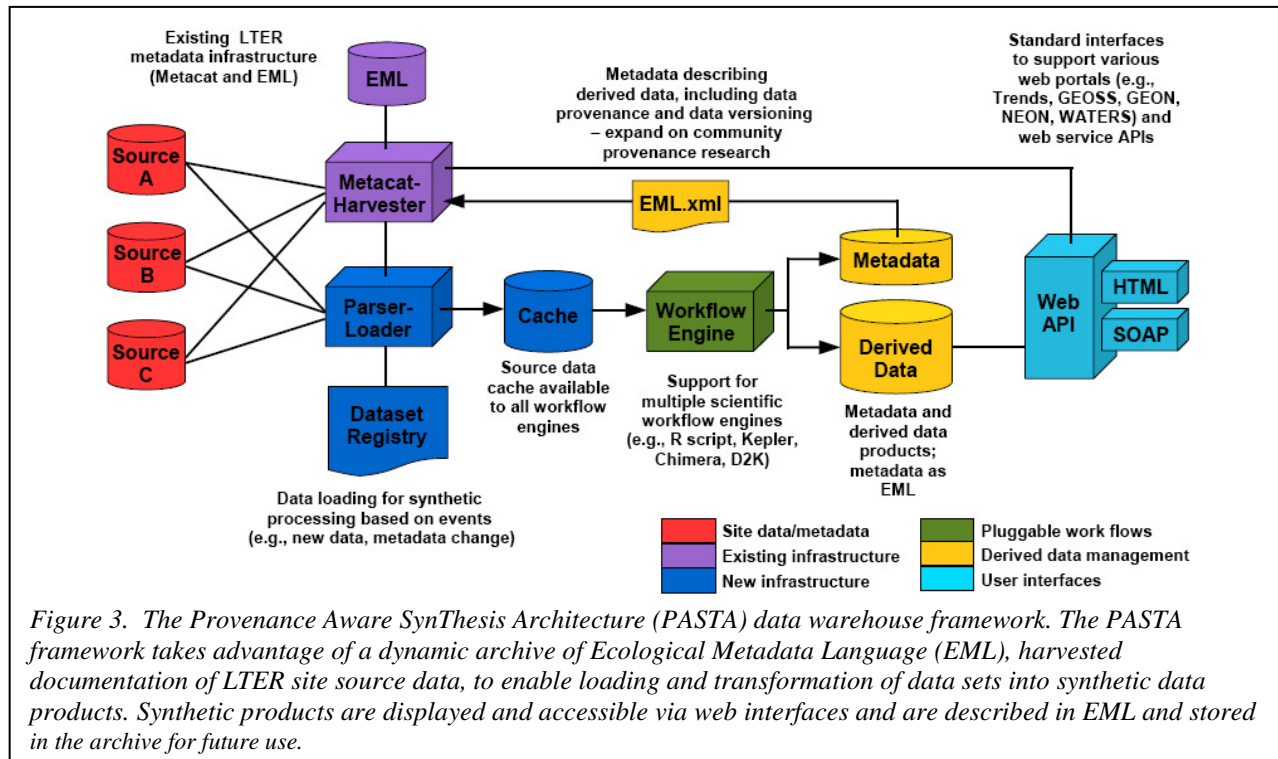 Existing LTER
metadata infrastructure
(Metacat and EML)
EML
Metadata describing
derived data, including data
provenance and data versioning
– expand on community
provenance research
Standard interfaces
to support various
web portals (e.g.,
Trends, GEOSS, GEON,
NEON, WATERS) and
web service APIs
Source
A
Source
B
Source
C
Metacat-
Harvester
EML.xml
Parser-
Loader
Cache
Workflow
Engine
Metadata
Derived
Data
Web
API
HTML
SOAP
Dataset
Registry
Source data
cache available
to all workflow
engines
Support for
multiple scientific
workflow engines
(e.g., R script, Kepler,
Chimera, D2K)
Metadata and
derived data
products;
metadata as
EML
Data loading for synthetic
processing based on events
(e.g., new data, metadata change)
Site data/metadata
Existing infrastructure
New infrastructure
Pluggable work flows
Derived data management
User interfaces
Figure 3. The Provenance Aware SynThesis Architecture (PASTA) data warehouse framework. The PASTA
framework takes advantage of a dynamic archive of Ecological Metadata Language (EML), harvested
documentation of LTER site source data, to enable loading and transformation of data sets into synthetic data
products. Synthetic products are displayed and accessible via web interfaces and are described in EML and stored
in the archive for future use.